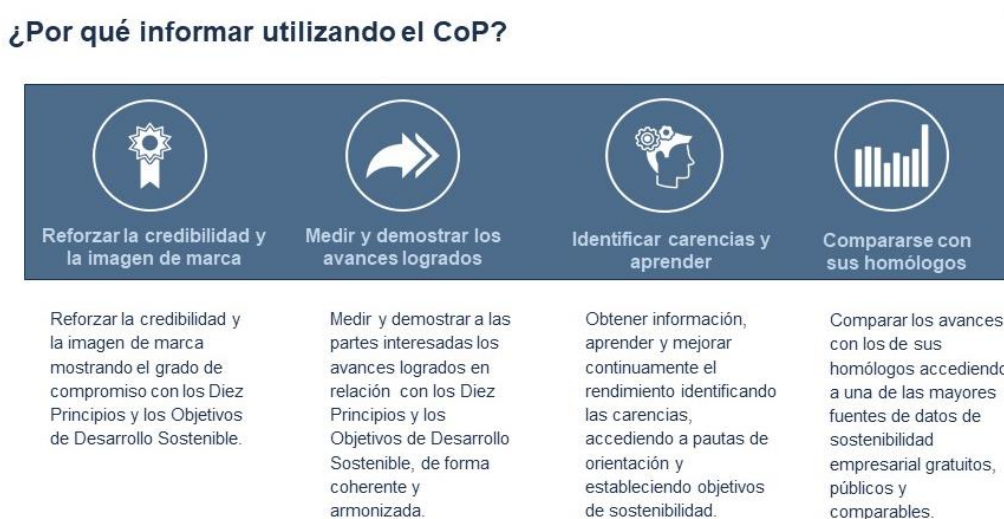 ¿Por qué informar utilizando el CoP?
Reforzar la credibilidad y
la imagen de marca
Medir y demostrar los
avances logrados
Identificar carencias y
aprender
Compararse con
sus homólogos
Reforzar la credibilidad y
la imagen de marca
mostrando el grado de
compromiso con los Diez
Principios y los Objetivos
de Desarrollo Sostenible.
Medir y demostrar a las
partes interesadas los
avances logrados en
relación con los Diez
Principios y los
Objetivos de Desarrollo
Sostenible, de forma
coherente y
armonizada.
Obtener información,
aprender y mejorar
continuamente el
rendimiento identificando
las carencias,
accediendo a pautas de
orientación y
estableciendo objetivos
de sostenibilidad.
Comparar los avances
con los de sus
homólogos accediendo
a una de las mayores
fuentes de datos de
sostenibilidad
empresarial gratuitos,
públicos y
comparables.